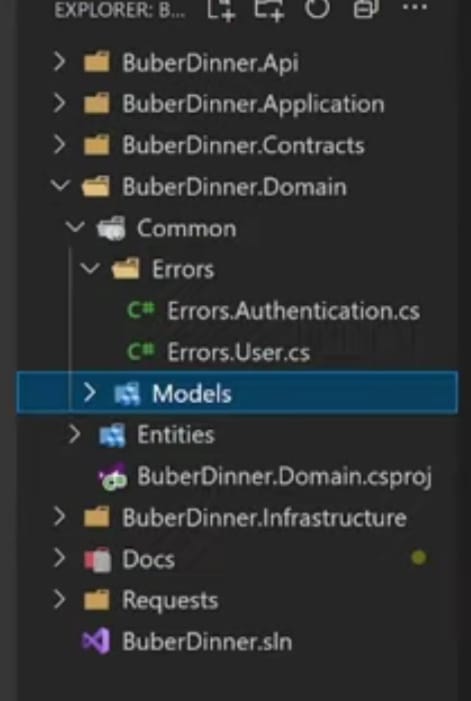 EXPLORER: B...
BuberDinner.Api
BuberDinner.Application
BuberDinner.Contracts
BuberDinner.Domain
Common
Errors
C# Errors.Authentication.cs
C# Errors.User.cs
Models
Entities
BuberDinner.Domain.csproj
BuberDinner.Infrastructure
Docs
Requests
BuberDinner.sln